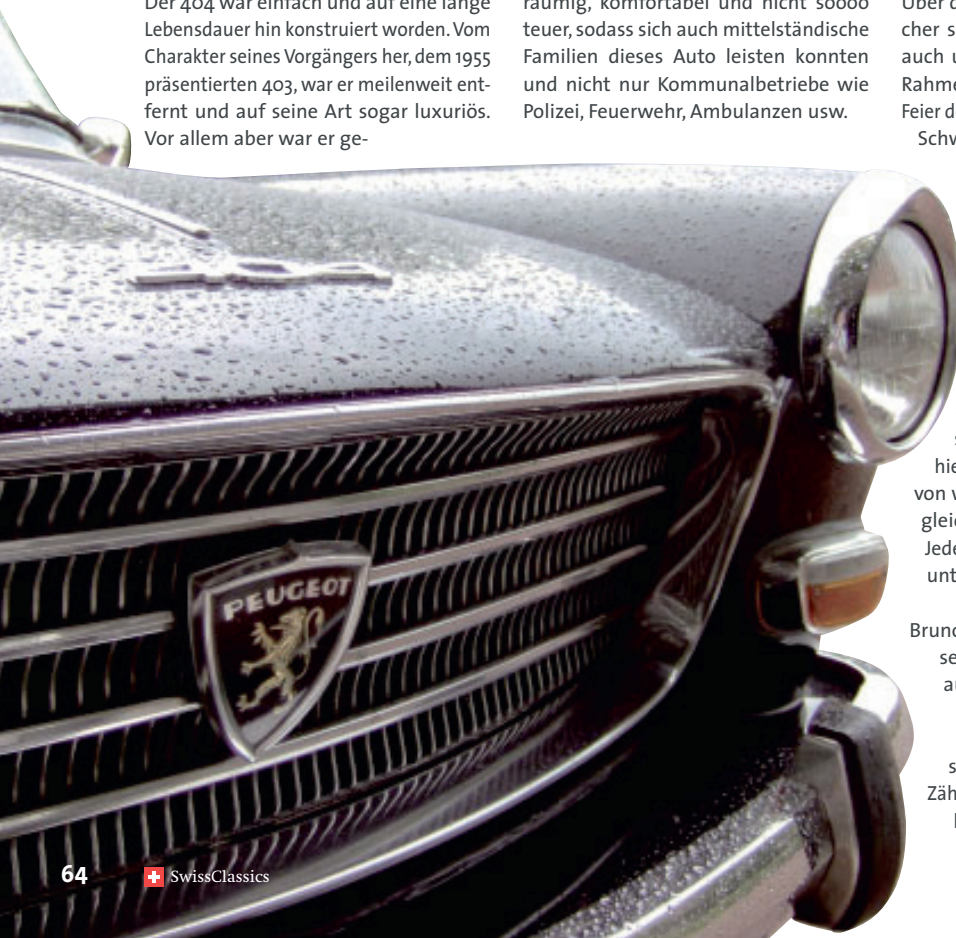 Der 404 war einfach und auf eine lange
Lebensdauer hin konstruiert worden. Vom
Charakter seines Vorgängers her, dem 1955
präsentierten 403, war er meilenweit ent-
fernt und auf seine Art sogar luxuriös.
Vor allem aber war er ge-
räumig, komfortabel und nicht soooo
teuer, sodass sich auch mittelständische
Familien dieses Auto leisten konnten
und nicht nur Kommunalbetriebe wie
Polizei, Feuerwehr, Ambulanzen usw.
Über d
cher s
auch u
Rahme
Feier d
Schw
s
hie
von v
gleic
Jede
unt
Brund
se
au
s
Zäh
PEUGEOT
64
SwissClassics